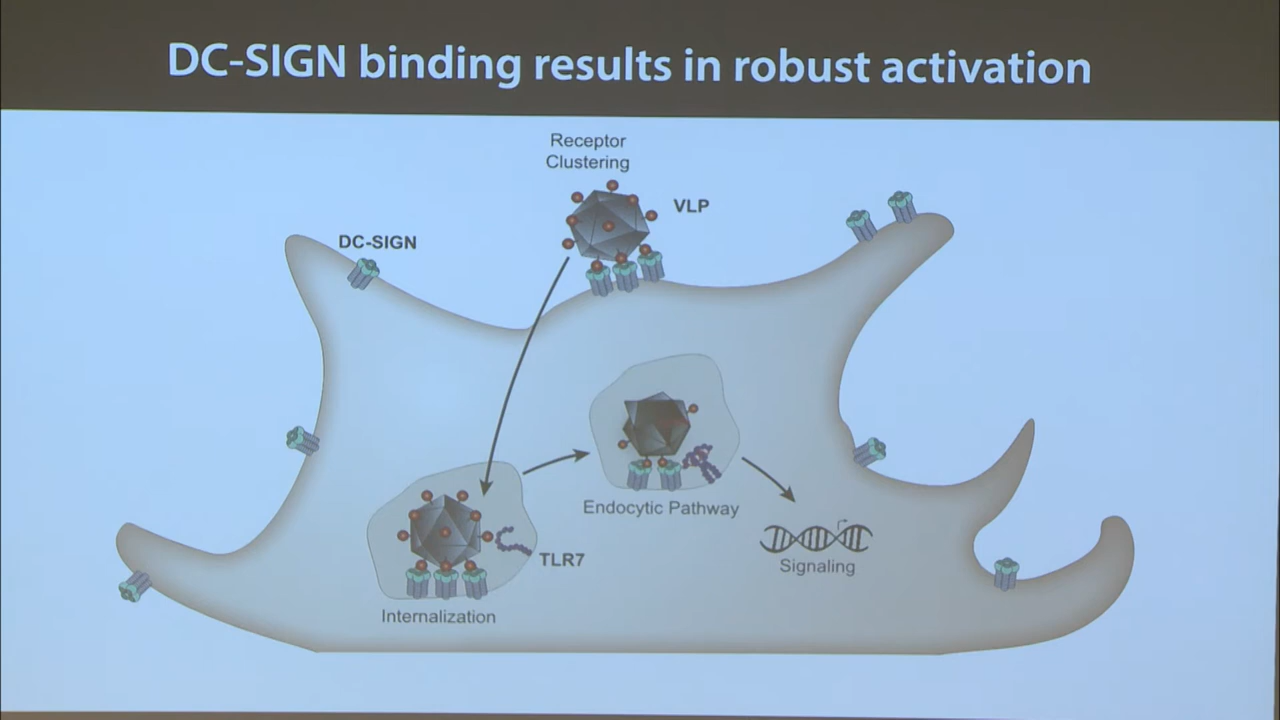 DC-SIGN binding results in robust activation
Receptor
Clustering
VLP
DC-SIGN
Endocytic Pathway
TLR7
Signaling
Internalization